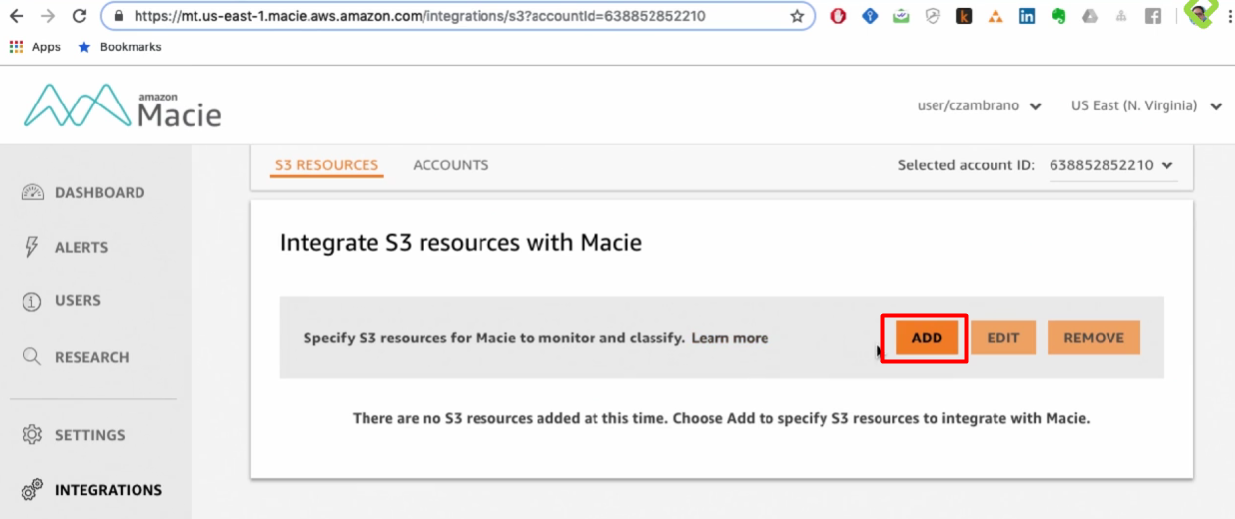 https://mt.us-east-1.macie.aws.amazon.com/integrations/s3?accountId=638852852210
Apps Bookmarks
amazon
Macie
user/czambrano US East (N. Virginia)
S3 RESOURCES ACCOUNTS Selected account ID: 638852852210
DASHBOARD
Integrate S3 resources with Macie
ALERTS
USERS
Specify S3 resources for Macie to monitor and classify. Learn more ADD EDIT REMOVE
RESEARCH
There are no S3 resources added at this time. Choose Add to specify S3 resources to integrate with Macie.
SETTINGS
INTEGRATIONS